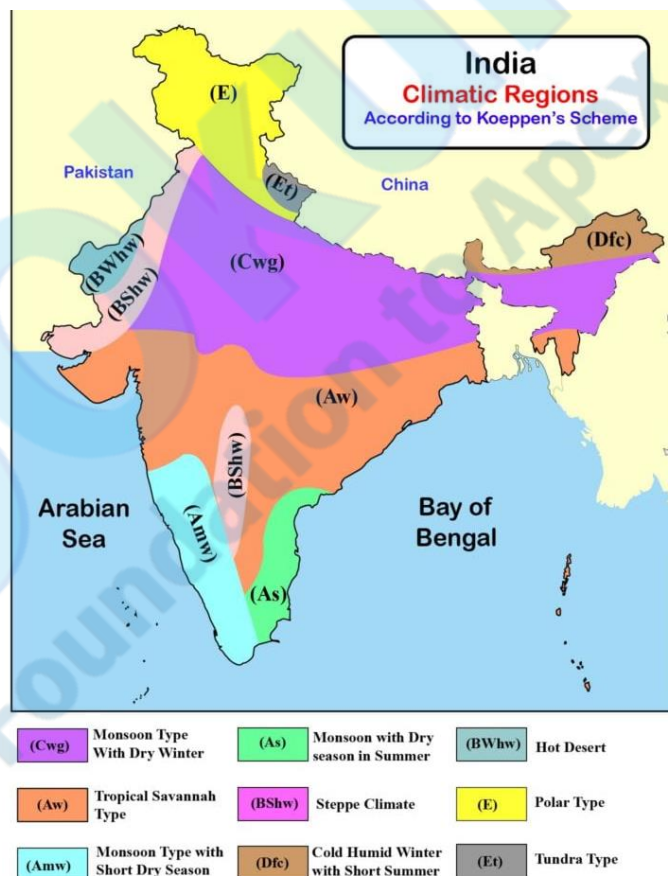 India
Climatic Regions
According to Koeppen's Scheme
(E)
Pakistan
China
(Et)
(Dfc)
(BWhw)
(Cwg)
(BShw)
(Aw)
(BShw)
Arabian
Sea
(Amw)
Bay of
Bengal
(As)
Foundation to Apex
(Cwg)
Monsoon Type
With Dry Winter
(As)
Monsoon with Dry
season in Summer
(BWhw)
Hot Desert
(Aw)
Tropical Savannah
Type
(BShw)
Steppe Climate
(E)
Polar Type
(Amw)
Monsoon Type with
Short Dry Season
(Dfc)
Cold Humid Winter
with Short Summer
(Et)
Tundra Type